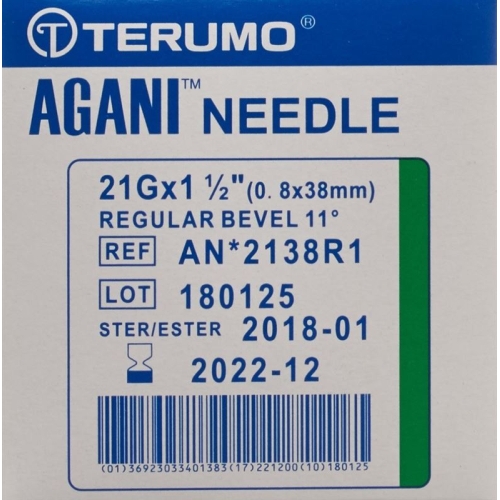 TERUMO®
AGANI™ NEEDLE
21Gx1 ½" (0. 8x38mm)
REGULAR BEVEL 11°
REF AN*2138R1
LOT 180125
STER/ESTER 2018-01
2022-12
(01)36923033401383(17)221200(10)180125